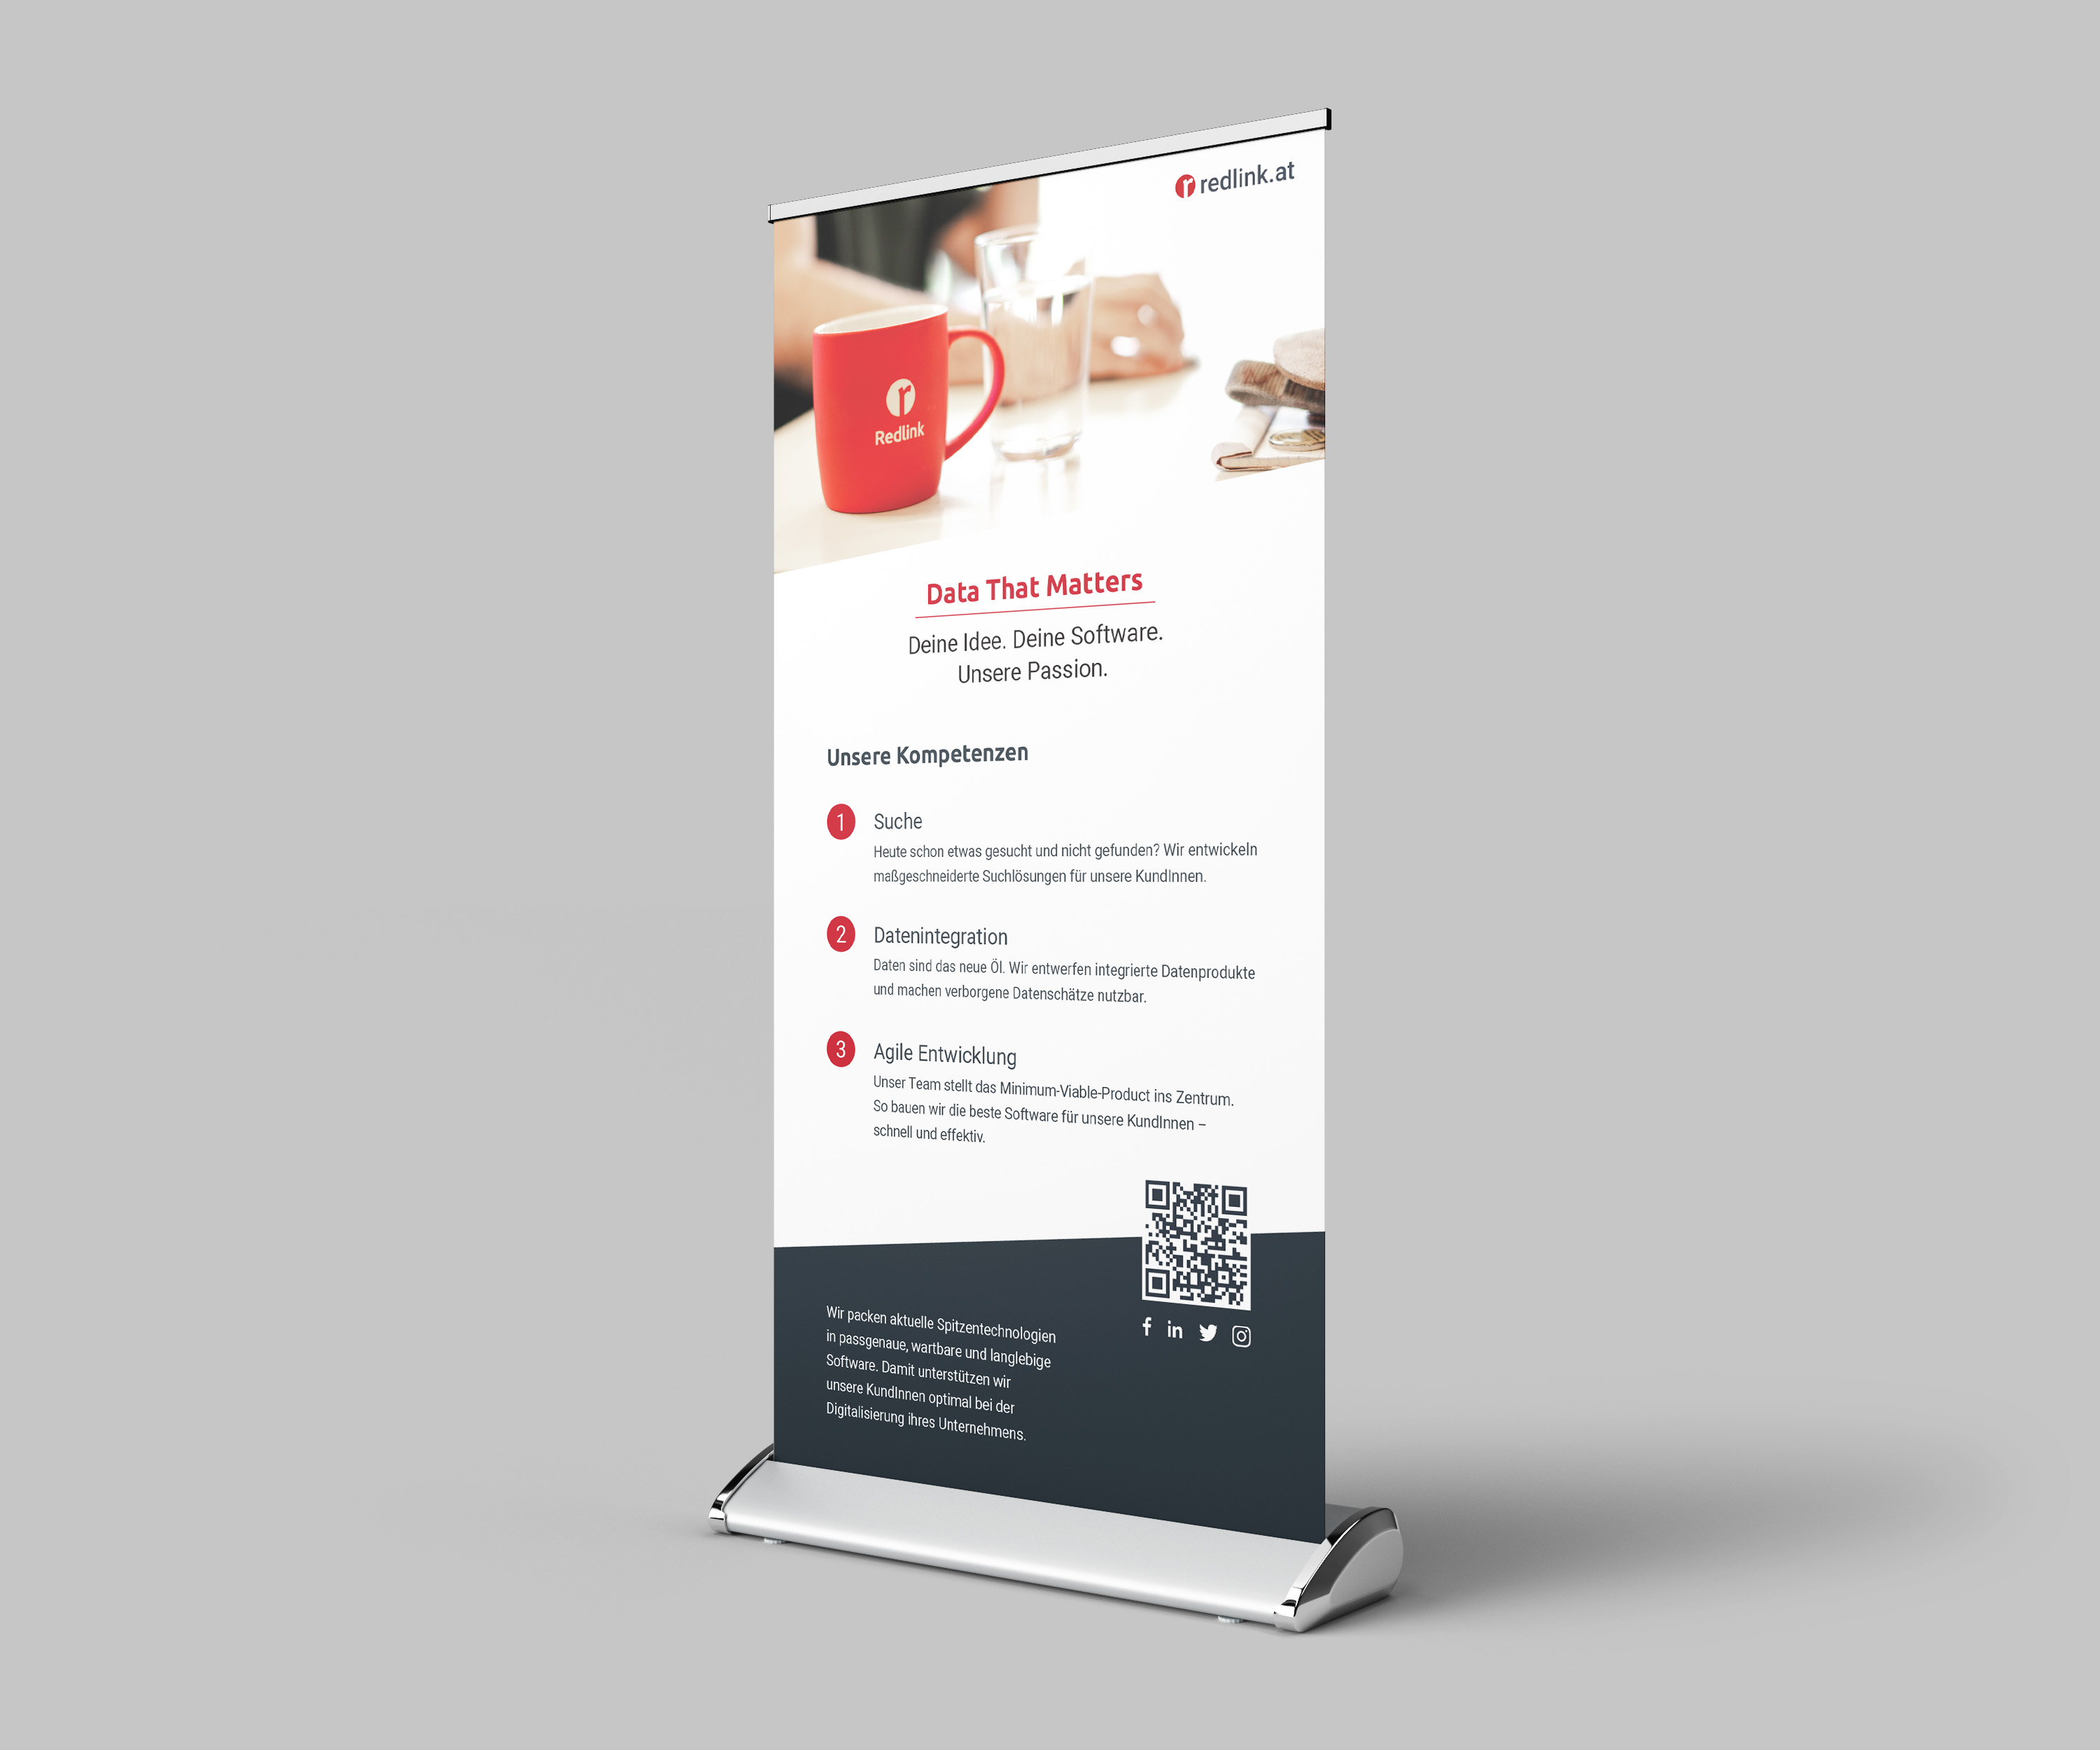 redlink.at
Redlink
Data That Matters
Deine Idee. Deine Software.
Unsere Passion.
Unsere Kompetenzen
1 Suche
Heute schon etwas gesucht und nicht gefunden? Wir entwickeln
maßgeschneiderte Suchlösungen für unsere KundInnen.
2 Datenintegration
Daten sind das neue Öl. Wir entwerfen integrierte Datenprodukte
und machen verborgene Datenschätze nutzbar.
3 Agile Entwicklung
Unser Team stellt das Minimum-Viable-Product ins Zentrum.
So bauen wir die beste Software für unsere KundInnen –
schnell und effektiv.
Wir packen aktuelle Spitzentechnologien
in passgenaue, wartbare und langlebige
Software. Damit unterstützen wir
unsere KundInnen optimal bei der
Digitalisierung ihres Unternehmens.